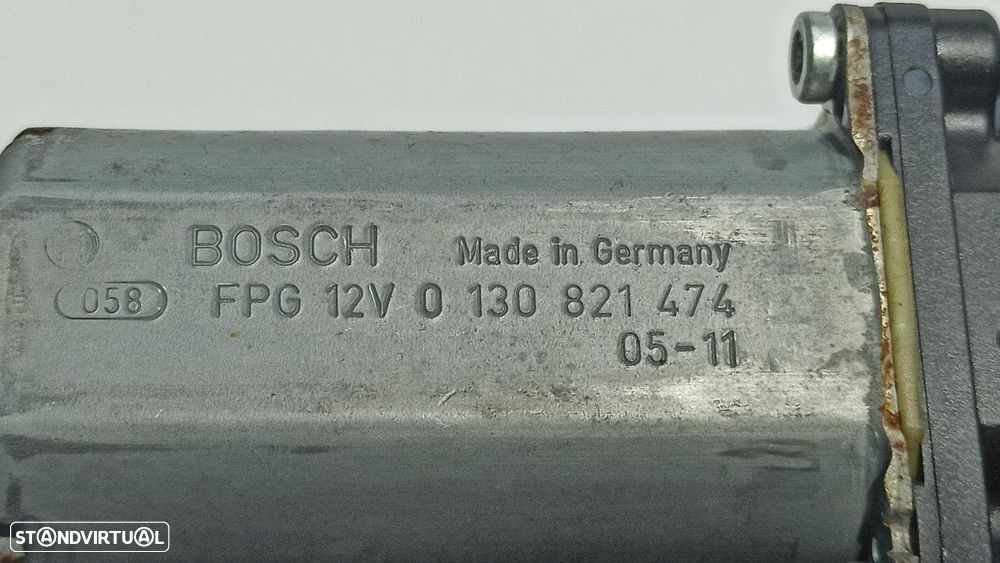 BOSCH Made in Germany
058 FPG 12V 0 130 821 474
05-11
STANDVIRTUAL